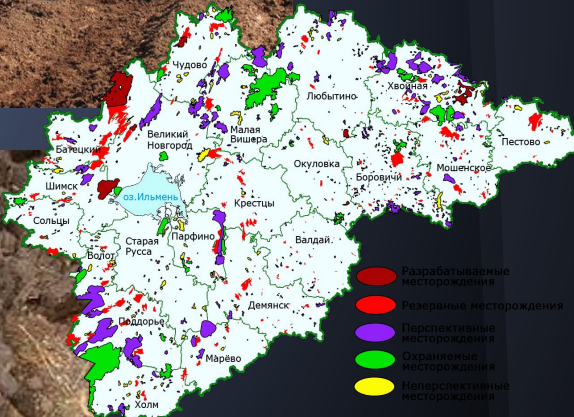 Чудово
Хвойная
Любытино
Великий
Новгород
Малая
Вишера
Батецкий
Пестово
Окуловка
Мошенское
Боровичи
Шимск
оз.Ильмень
Крестцы
Сольцы
Парфино
Старая
Русса
Валдай
Волот
Демянск
Поддорье
Марёво
Холм
Разрабатываемые
месторождения
Резервные месторождения
Перспективные
месторождения
Охраняемые
месторождения
Неперспективные
месторождения